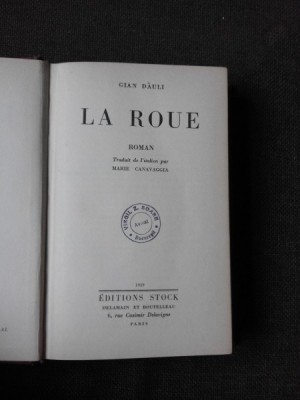 GIAN DÀULI
LA ROUE
ROMAN
Traduit de l'italien par
MARIE CANAVAGGIA
ÉDITIONS STOCK
DELAMAIN ET BOUTELLEAU
6, rue Casimir Delavigne
PARIS